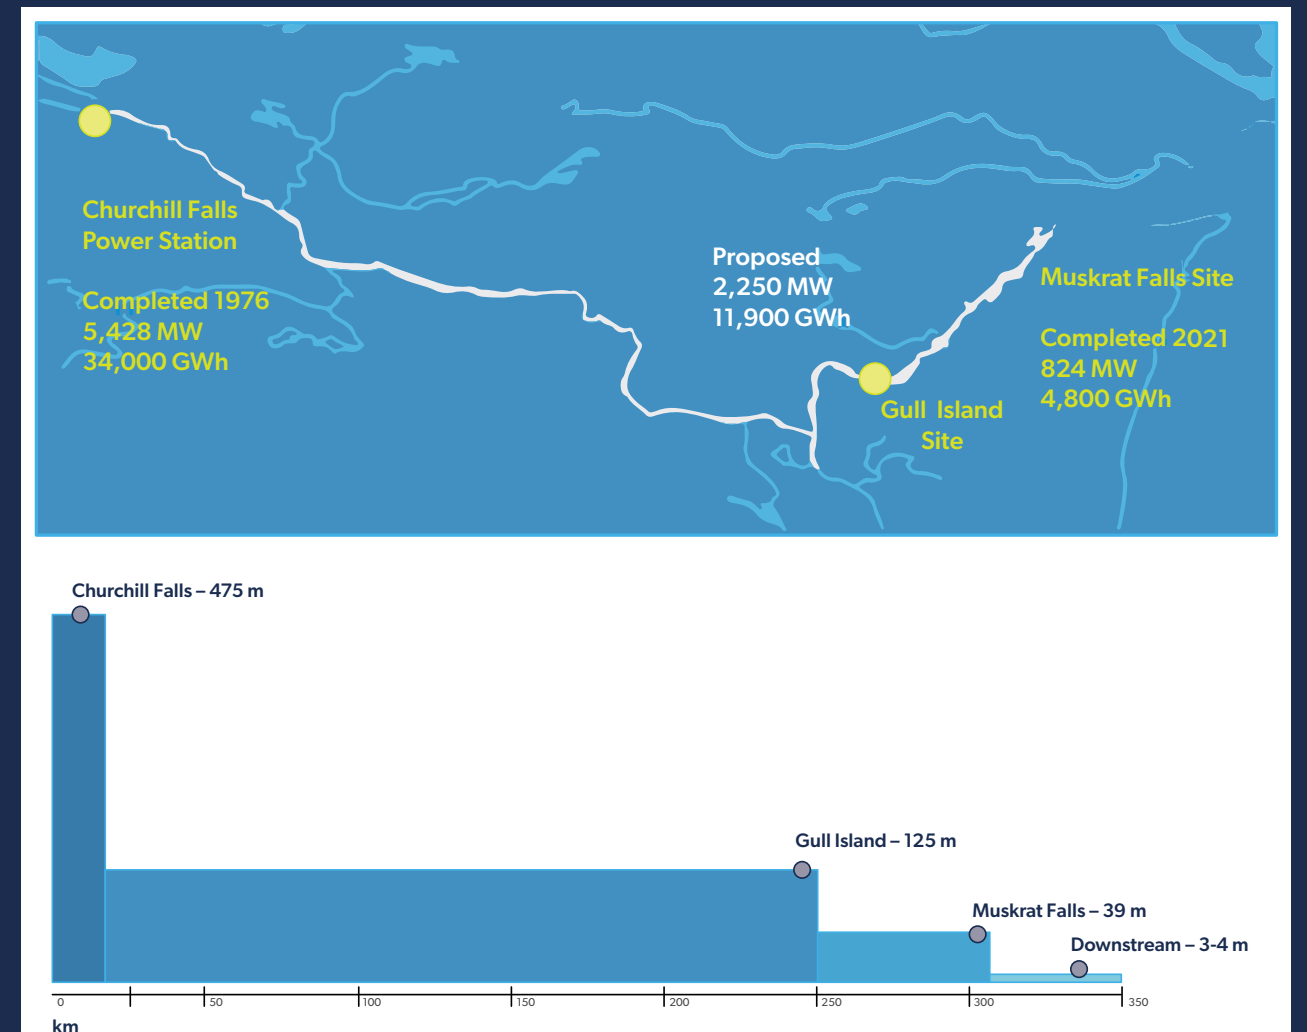 Churchill Falls
Power Station
Completed 1976
5,428 MW
34,000 GWh
Proposed
2,250 MW
11,900 GWh
Gull Island
Site
Muskrat Falls Site
Completed 2021
824 MW
4,800 GWh
Churchill Falls – 475 m
Gull Island – 125 m
Muskrat Falls – 39 m
Downstream – 3-4 m
0 50 100 150 200 250 300 350
km